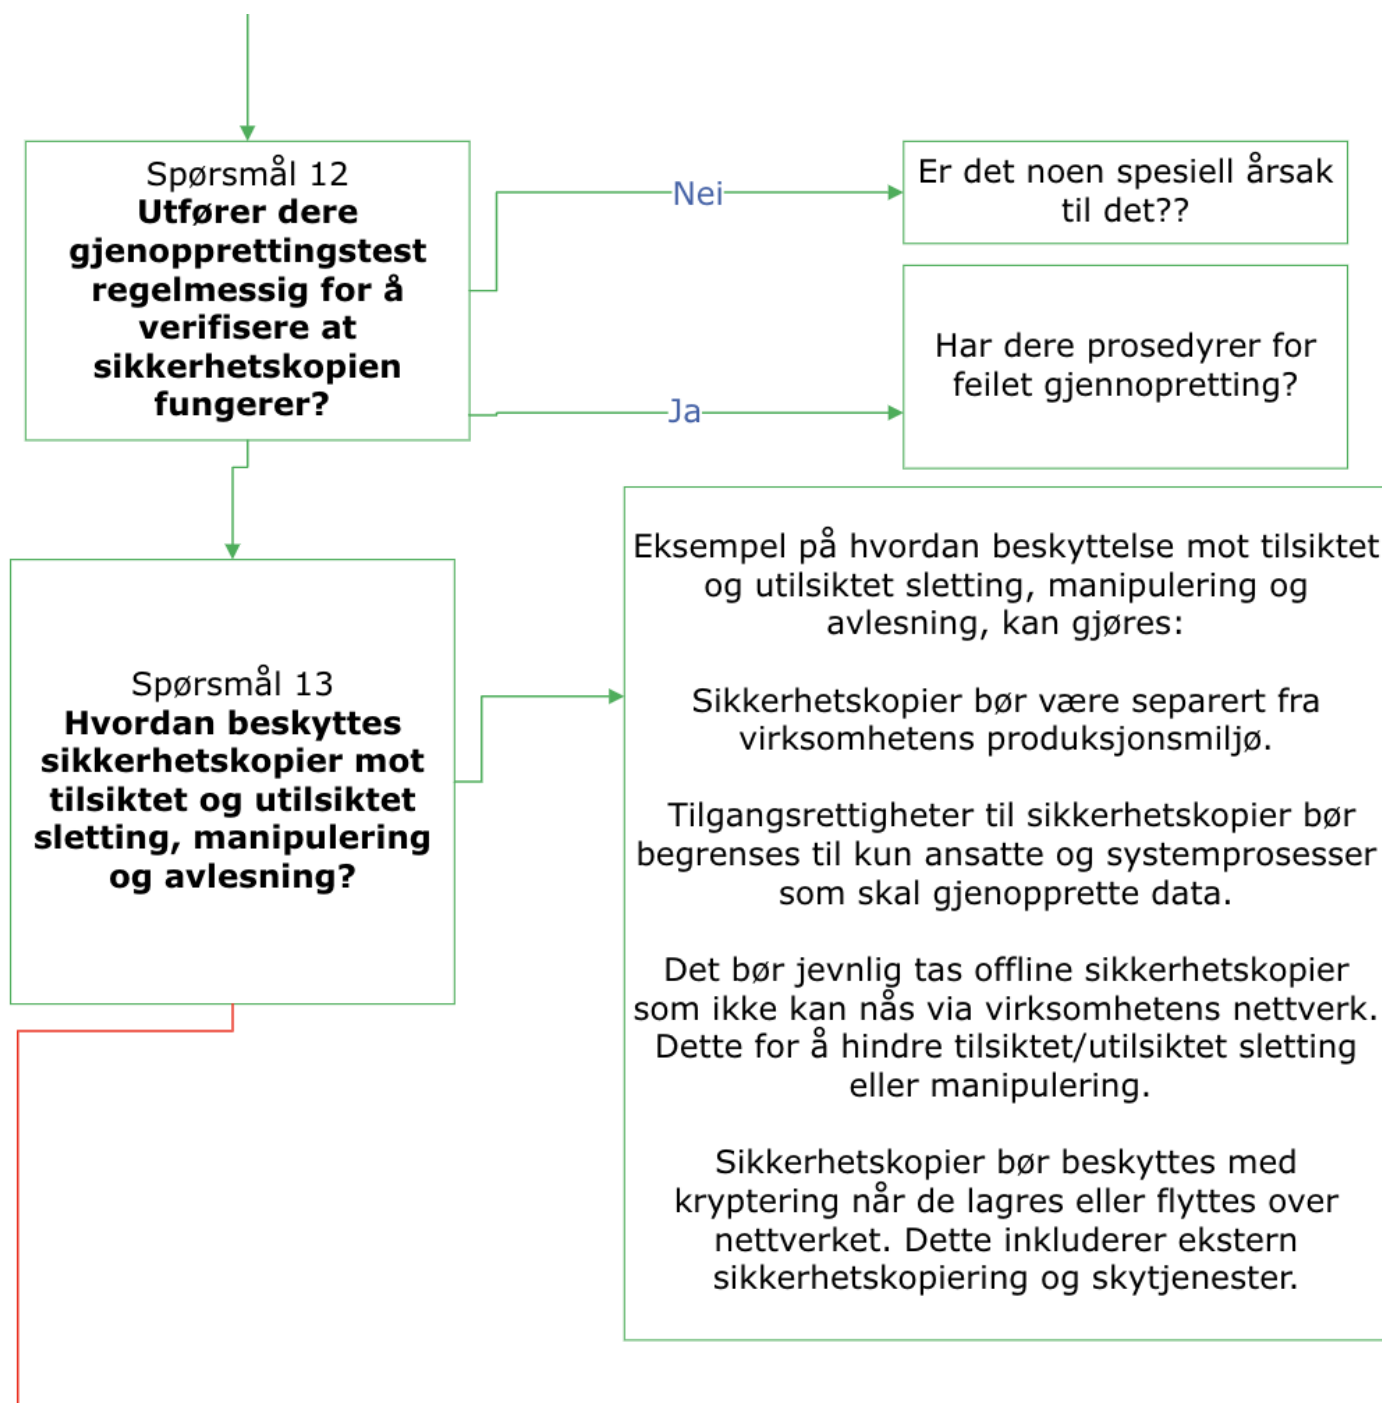 Spørsmål 12
Utfører dere
gjenopprettingstest
regelmessig for å
verifisere at
sikkerhetskopien
fungerer?
Nei
Er det noen spesiell årsak
til det??
Ja
Har dere prosedyrer for
feilet gjennopretting?
Spørsmål 13
Hvordan beskyttes
sikkerhetskopier mot
tilsiktet og utilsiktet
sletting, manipulering
og avlesning?
Eksempel på hvordan beskyttelse mot tilsiktet
og utilsiktet sletting, manipulering og
avlesning, kan gjøres:
Sikkerhetskopier bør være separert fra
virksomhetens produksjonsmiljø.
Tilgangsrettigheter til sikkerhetskopier bør
begrenses til kun ansatte og systemprosesser
som skal gjenopprette data.
Det bør jevnlig tas offline sikkerhetskopier
som ikke kan nås via virksomhetens nettverk.
Dette for å hindre tilsiktet/utilsiktet sletting
eller manipulering.
Sikkerhetskopier bør beskyttes med
kryptering når de lagres eller flyttes over
nettverket. Dette inkluderer ekstern
sikkerhetskopiering og skytjenester.